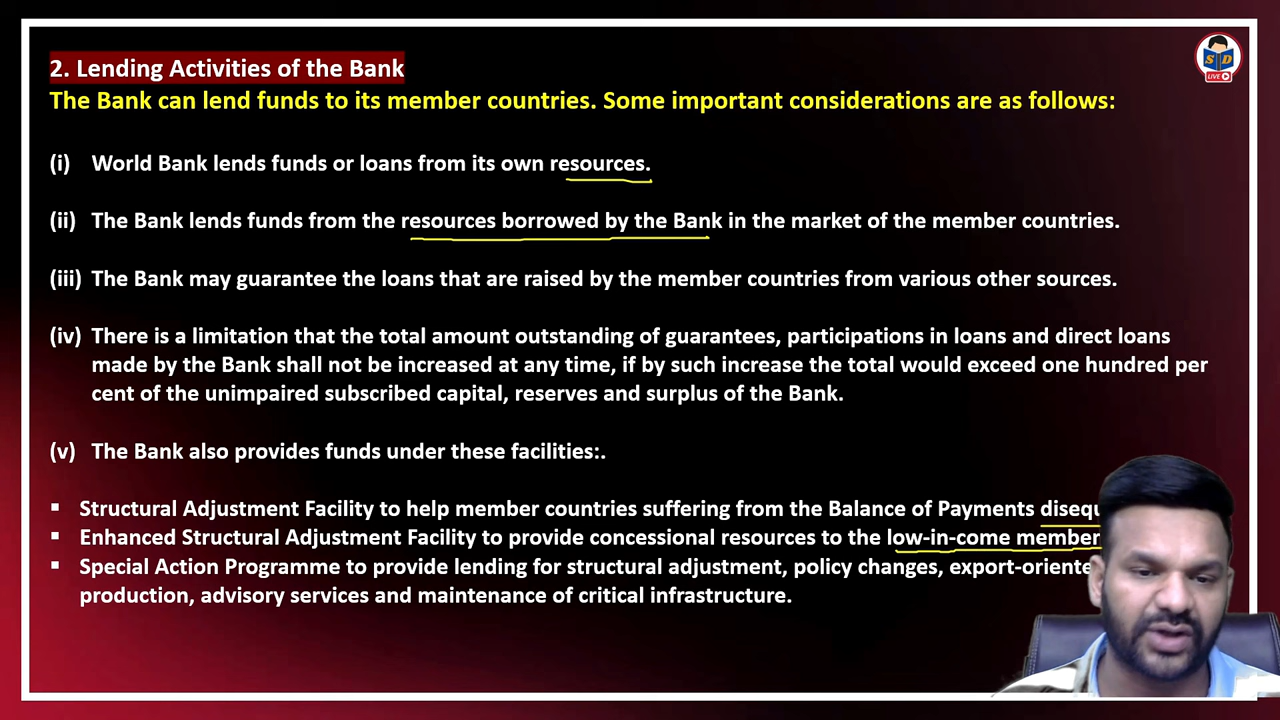 2. Lending Activities of the Bank
The Bank can lend funds to its member countries. Some important considerations are as follows:
(i) World Bank lends funds or loans from its own resources.
(ii) The Bank lends funds from the resources borrowed by the Bank in the market of the member countries.
(iii) The Bank may guarantee the loans that are raised by the member countries from various other sources.
(iv) There is a limitation that the total amount outstanding of guarantees, participations in loans and direct loans
made by the Bank shall not be increased at any time, if by such increase the total would exceed one hundred per
cent of the unimpaired subscribed capital, reserves and surplus of the Bank.
(v) The Bank also provides funds under these facilities:.
▪ Structural Adjustment Facility to help member countries suffering from the Balance of Payments
▪ Enhanced Structural Adjustment Facility to provide concessional resources to the low-in-come member
▪ Special Action Programme to provide lending for structural adjustment, policy changes,
production, advisory services and maintenance of critical infrastructure.
S D
LIVE